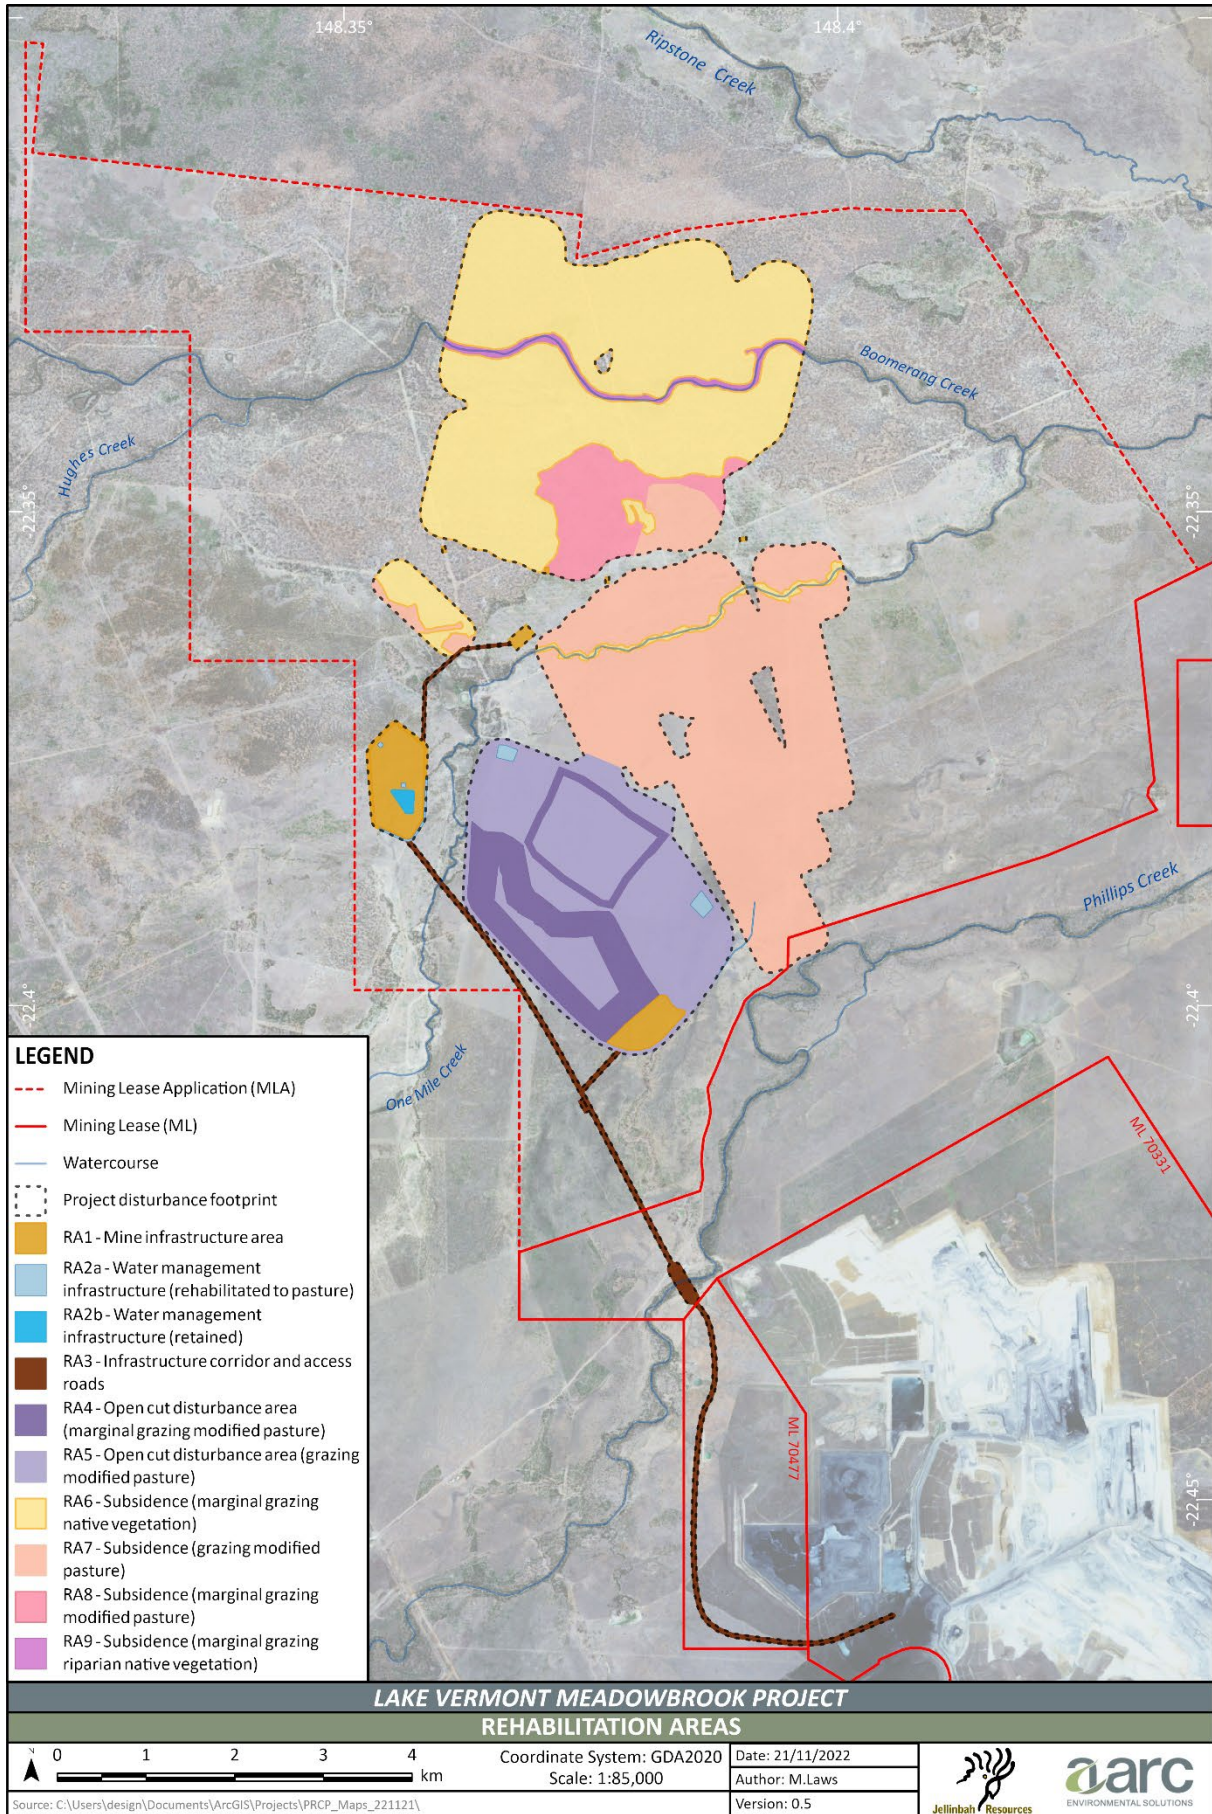 148.35°
148.4°
Ripstone Creek
Boomerang Creek
Hughes Creek
-22.35°
-22.35°
Phillips Creek
-22.4°
-22.4°
One Mile Creek
ML 70331
ML 70477
-22.45°
LEGEND
Mining Lease Application (MLA)
Mining Lease (ML)
Watercourse
Project disturbance footprint
RA1 - Mine infrastructure area
RA2a - Water management
infrastructure (rehabilitated to pasture)
RA2b - Water management
infrastructure (retained)
RA3 - Infrastructure corridor and access
roads
RA4 - Open cut disturbance area
(marginal grazing modified pasture)
RA5 - Open cut disturbance area (grazing
modified pasture)
RA6 - Subsidence (marginal grazing
native vegetation)
RA7 - Subsidence (grazing modified
pasture)
RA8 - Subsidence (marginal grazing
modified pasture)
RA9 - Subsidence (marginal grazing
riparian native vegetation)
LAKE VERMONT MEADOWBROOK PROJECT
REHABILITATION AREAS
N
0 1 2 3 4
km
Coordinate System: GDA2020
Scale: 1:85,000
Date: 21/11/2022
Author: M.Laws
Version: 0.5
Source: C:\Users\design\Documents\ArcGIS\Projects\PRCP_Maps_221121\
Jellinbah Resources
aarc
ENVIRONMENTAL SOLUTIONS